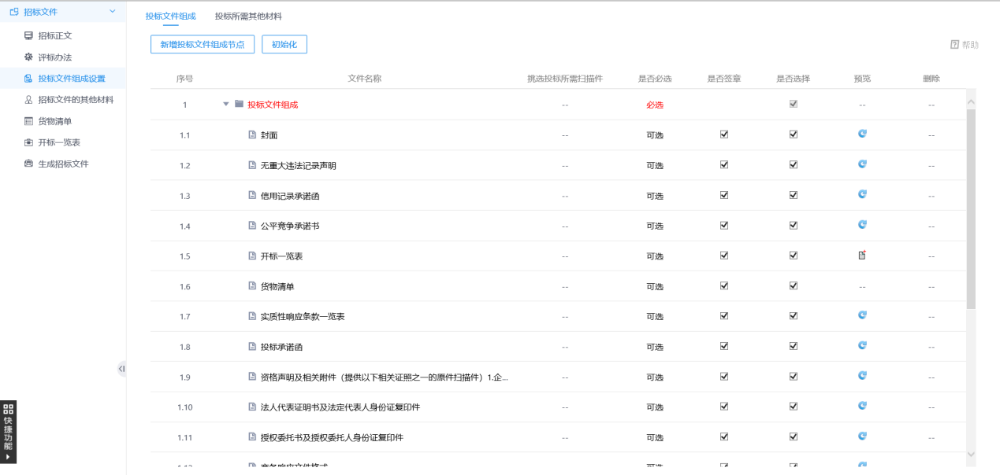 招标文件
招标正文
评标办法
投标文件组成设置
招标文件的其他材料
货物清单
开标一览表
生成招标文件
快捷功能
投标文件组成 投标所需其他材料
新增投标文件组成节点 初始化
帮助
序号 文件名称 挑选投标所需扫描件 是否必选 是否签章 是否选择 预览 删除
1 投标文件组成 -- 必选 -- --
1.1 封面 -- 可选 --
1.2 无重大违法记录声明 -- 可选 --
1.3 信用记录承诺函 -- 可选 --
1.4 公平竞争承诺书 -- 可选 --
1.5 开标一览表 -- 可选 --
1.6 货物清单 -- 可选 -- --
1.7 实质性响应条款一览表 -- 可选 --
1.8 投标承诺函 -- 可选 --
1.9 资格声明及相关附件（提供以下相关证照之一的原件扫描件）1.企... -- 可选 --
1.10 法人代表证明书及法定代表人身份证复印件 -- 可选 --
1.11 授权委托书及授权委托人身份证复印件 -- 可选 --